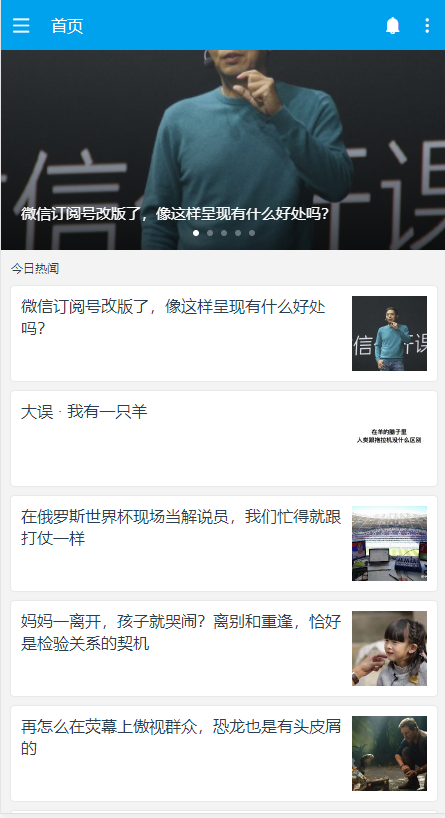 首页
信 开课
微信订阅号改版了，像这样呈现有什么好处吗？
今日热闻
微信订阅号改版了，像这样呈现有什么好处
吗？
信 开课
大误 · 我有一只羊
在羊的脑子里
人类跟拖拉机没什么区别
在俄罗斯世界杯现场当解说员，我们忙得就跟
打仗一样
妈妈一离开，孩子就哭闹？离别和重逢，恰好
是检验关系的契机
再怎么在荧幕上傲视群众，恐龙也是有头皮屑
的